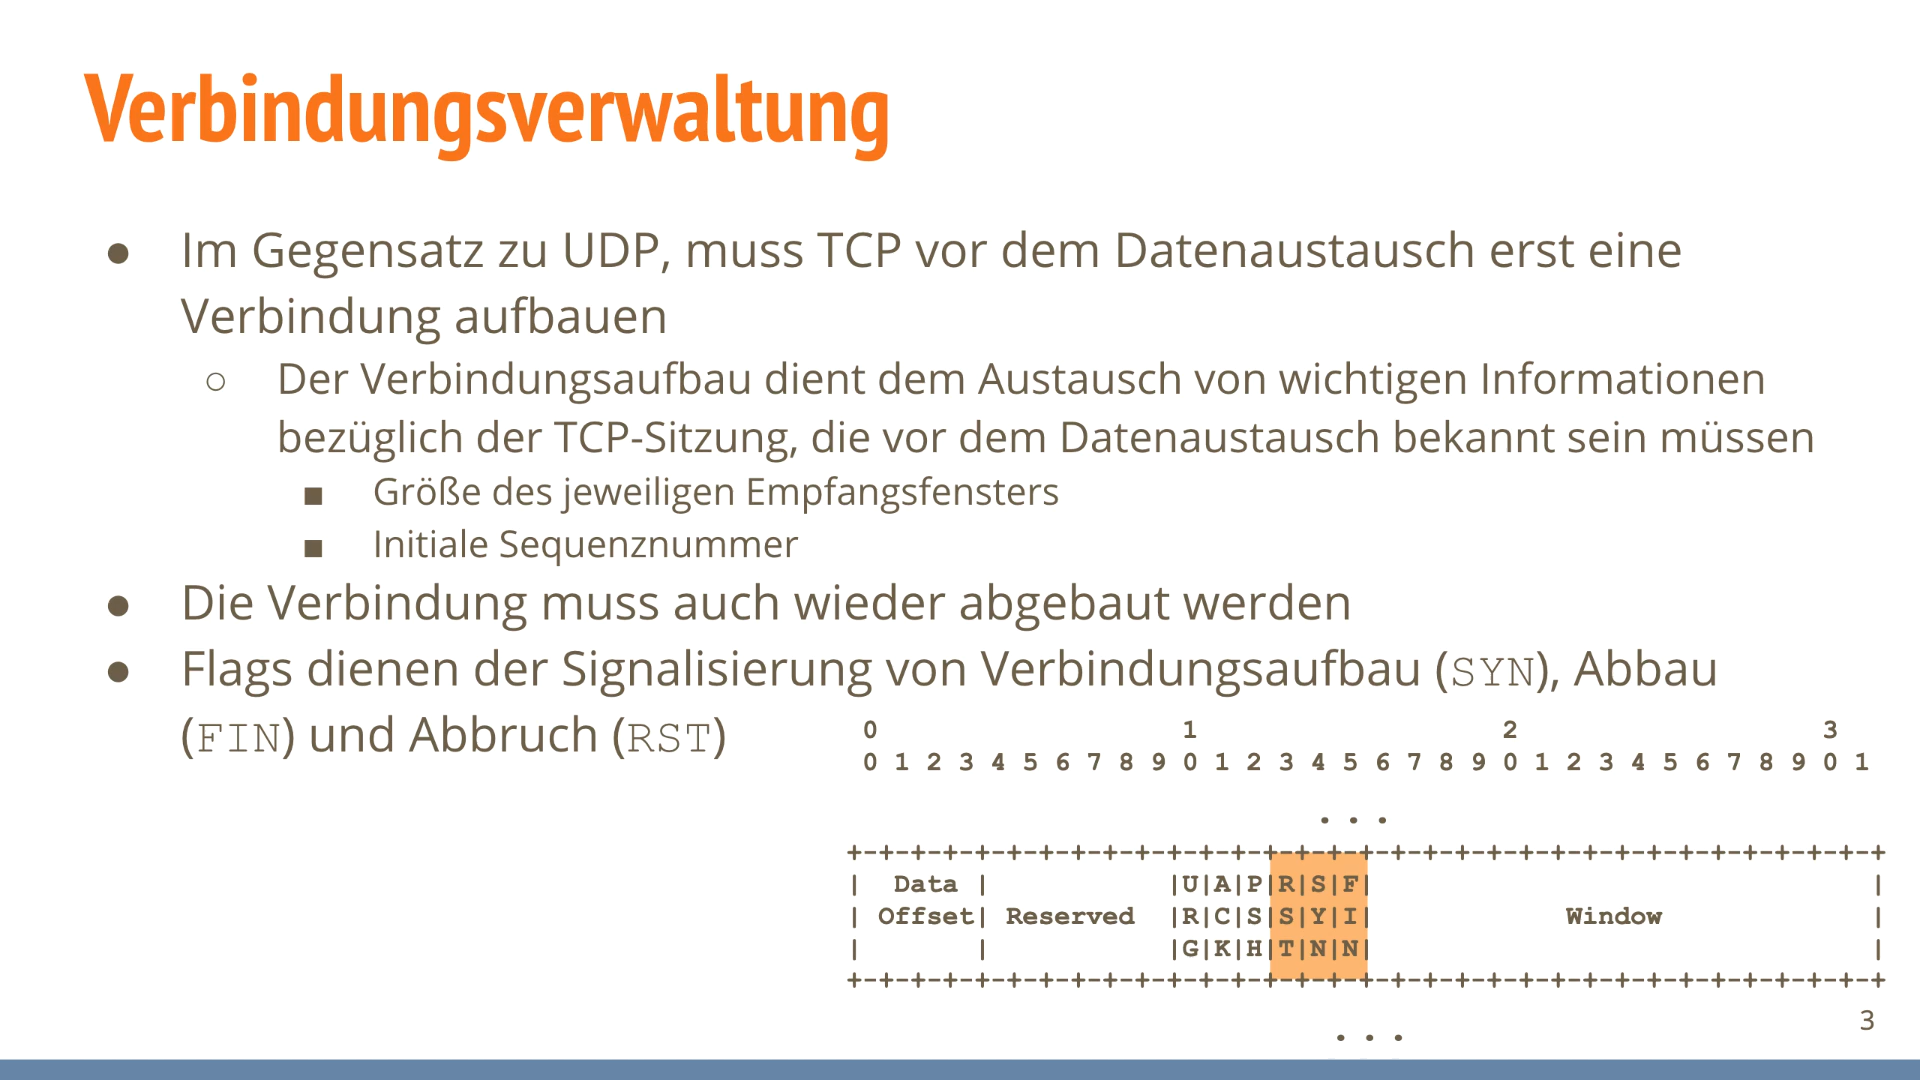 Verbindungsverwaltung
● Im Gegensatz zu UDP, muss TCP vor dem Datenaustausch erst eine
Verbindung aufbauen
○ Der Verbindungsaufbau dient dem Austausch von wichtigen Informationen
bezüglich der TCP-Sitzung, die vor dem Datenaustausch bekannt sein müssen
■ Größe des jeweiligen Empfangsfensters
■ Initiale Sequenznummer
● Die Verbindung muss auch wieder abgebaut werden
● Flags dienen der Signalisierung von Verbindungsaufbau (SYN), Abbau
(FIN) und Abbruch (RST)
 0                   1                   2                   3
 0 1 2 3 4 5 6 7 8 9 0 1 2 3 4 5 6 7 8 9 0 1 2 3 4 5 6 7 8 9 0 1
...
+-+-+-+-+-+-+-+-+-+-+-+-+-+-+-+-+-+-+-+-+-+-+-+-+-+-+-+-+-+-+-+-+
|  Data |           |U|A|P|R|S|F|                               |
| Offset| Reserved  |R|C|S|S|Y|I|            Window             |
|       |           |G|K|H|T|N|N|                               |
+-+-+-+-+-+-+-+-+-+-+-+-+-+-+-+-+-+-+-+-+-+-+-+-+-+-+-+-+-+-+-+-+
...
3